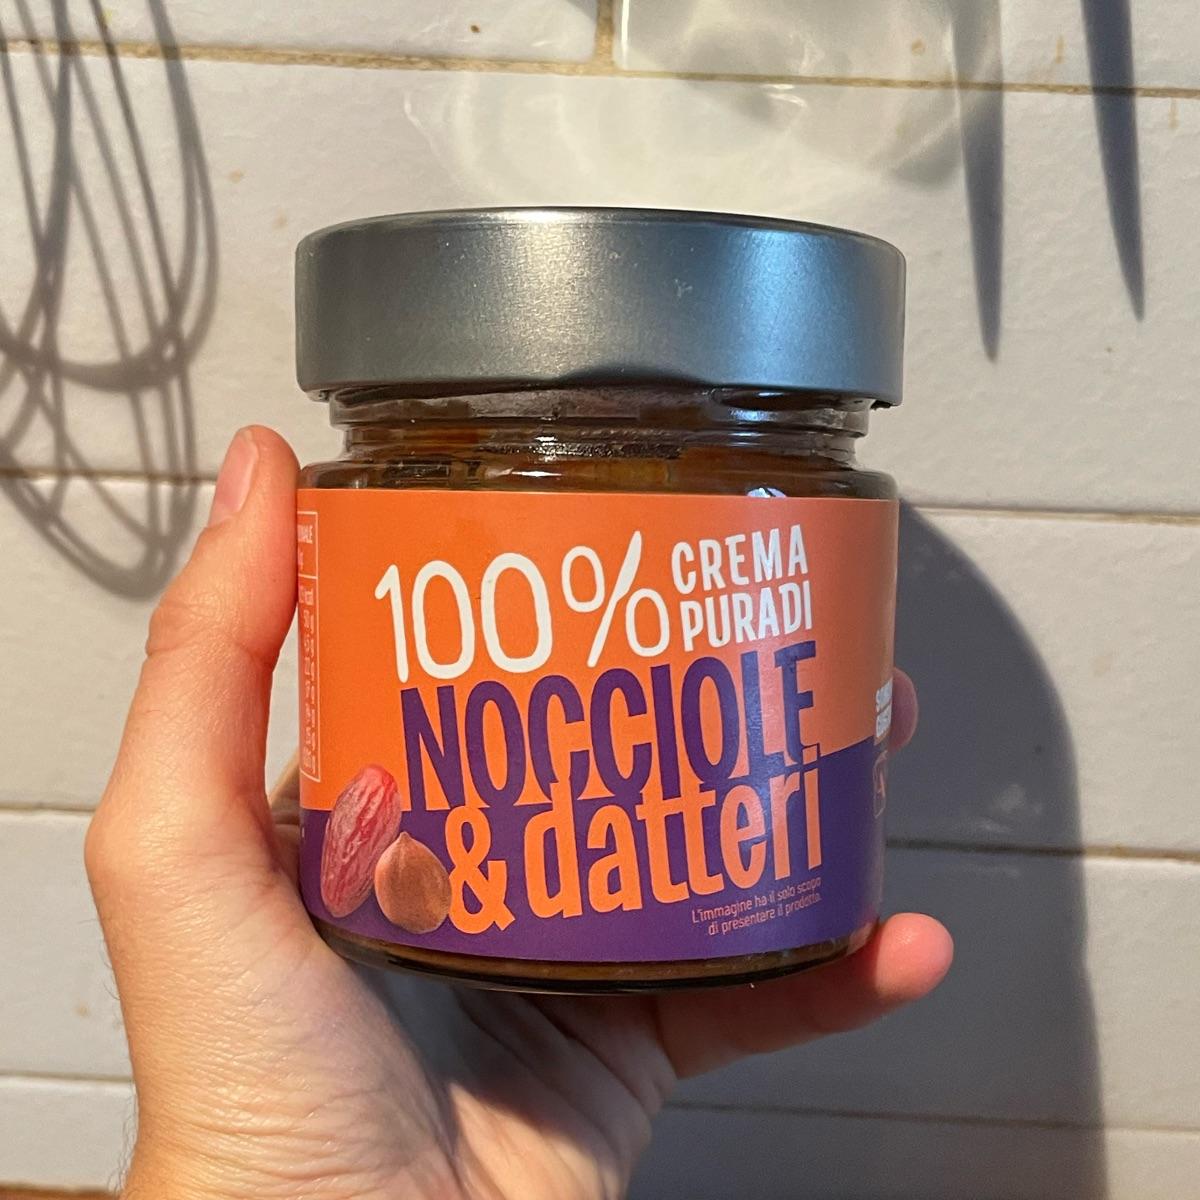 100% CREMA
PURADI
NOCCIOLE
& datteri
L'immagine ha il solo scopo
di presentare il prodotto.